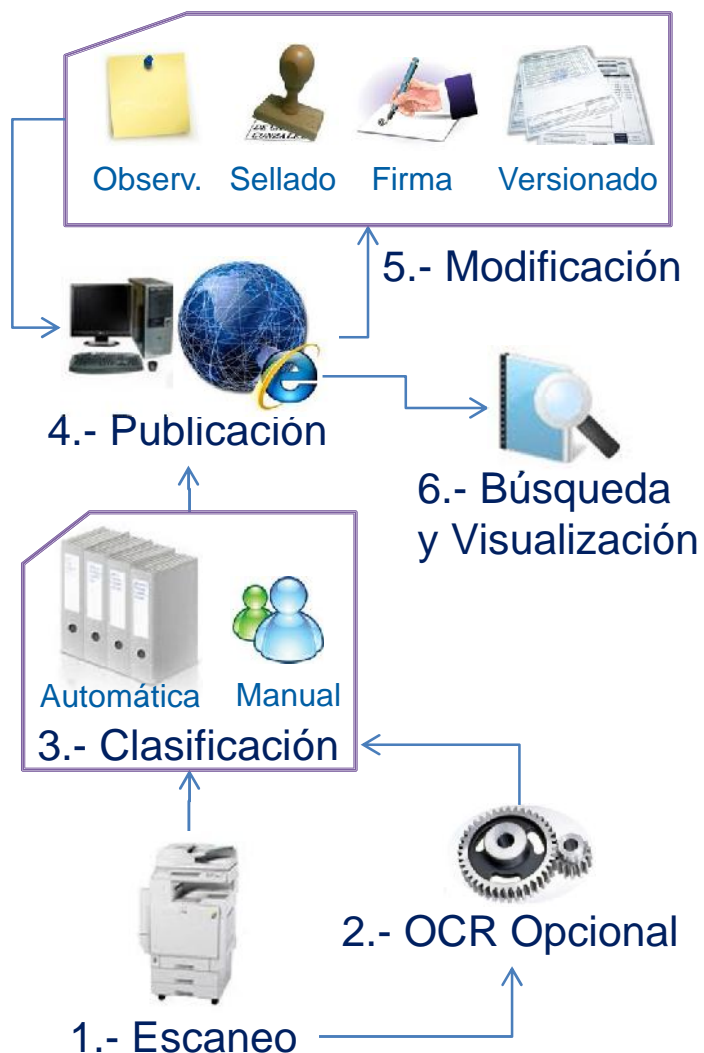 Observ. Sellado Firma Versionado
5.- Modificación
4.- Publicación
6.- Búsqueda
y Visualización
Automática Manual
3.- Clasificación
2.- OCR Opcional
1.- Escaneo